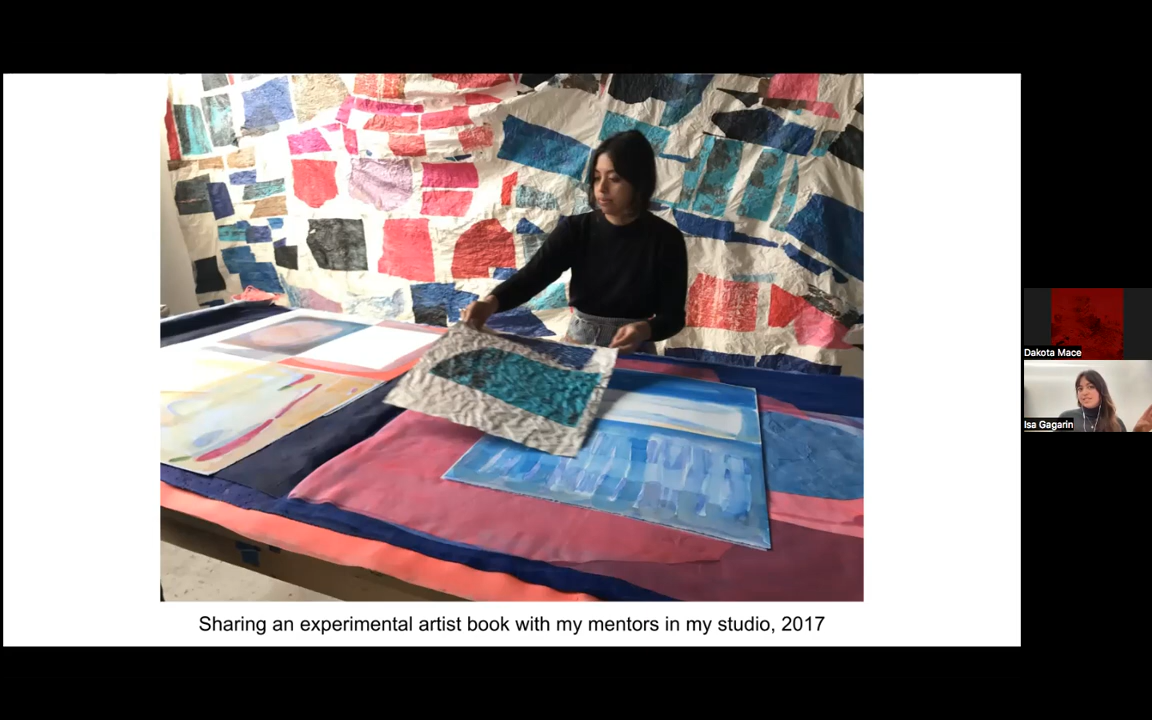 Sharing an experimental artist book with my mentors in my studio, 2017
Dakota Mace
Isa Gagarin